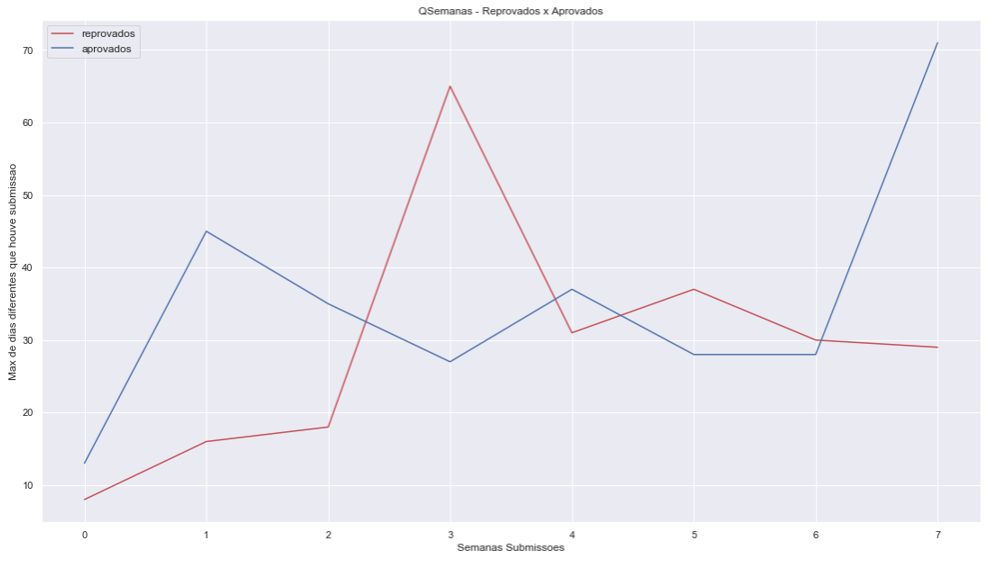 QSemanas - Reprovados x Aprovados
reprovados
aprovados
Max de dias diferentes que houve submissao
70
60
50
40
30
20
10
0 1 2 3 4 5 6 7
Semanas Submissoes